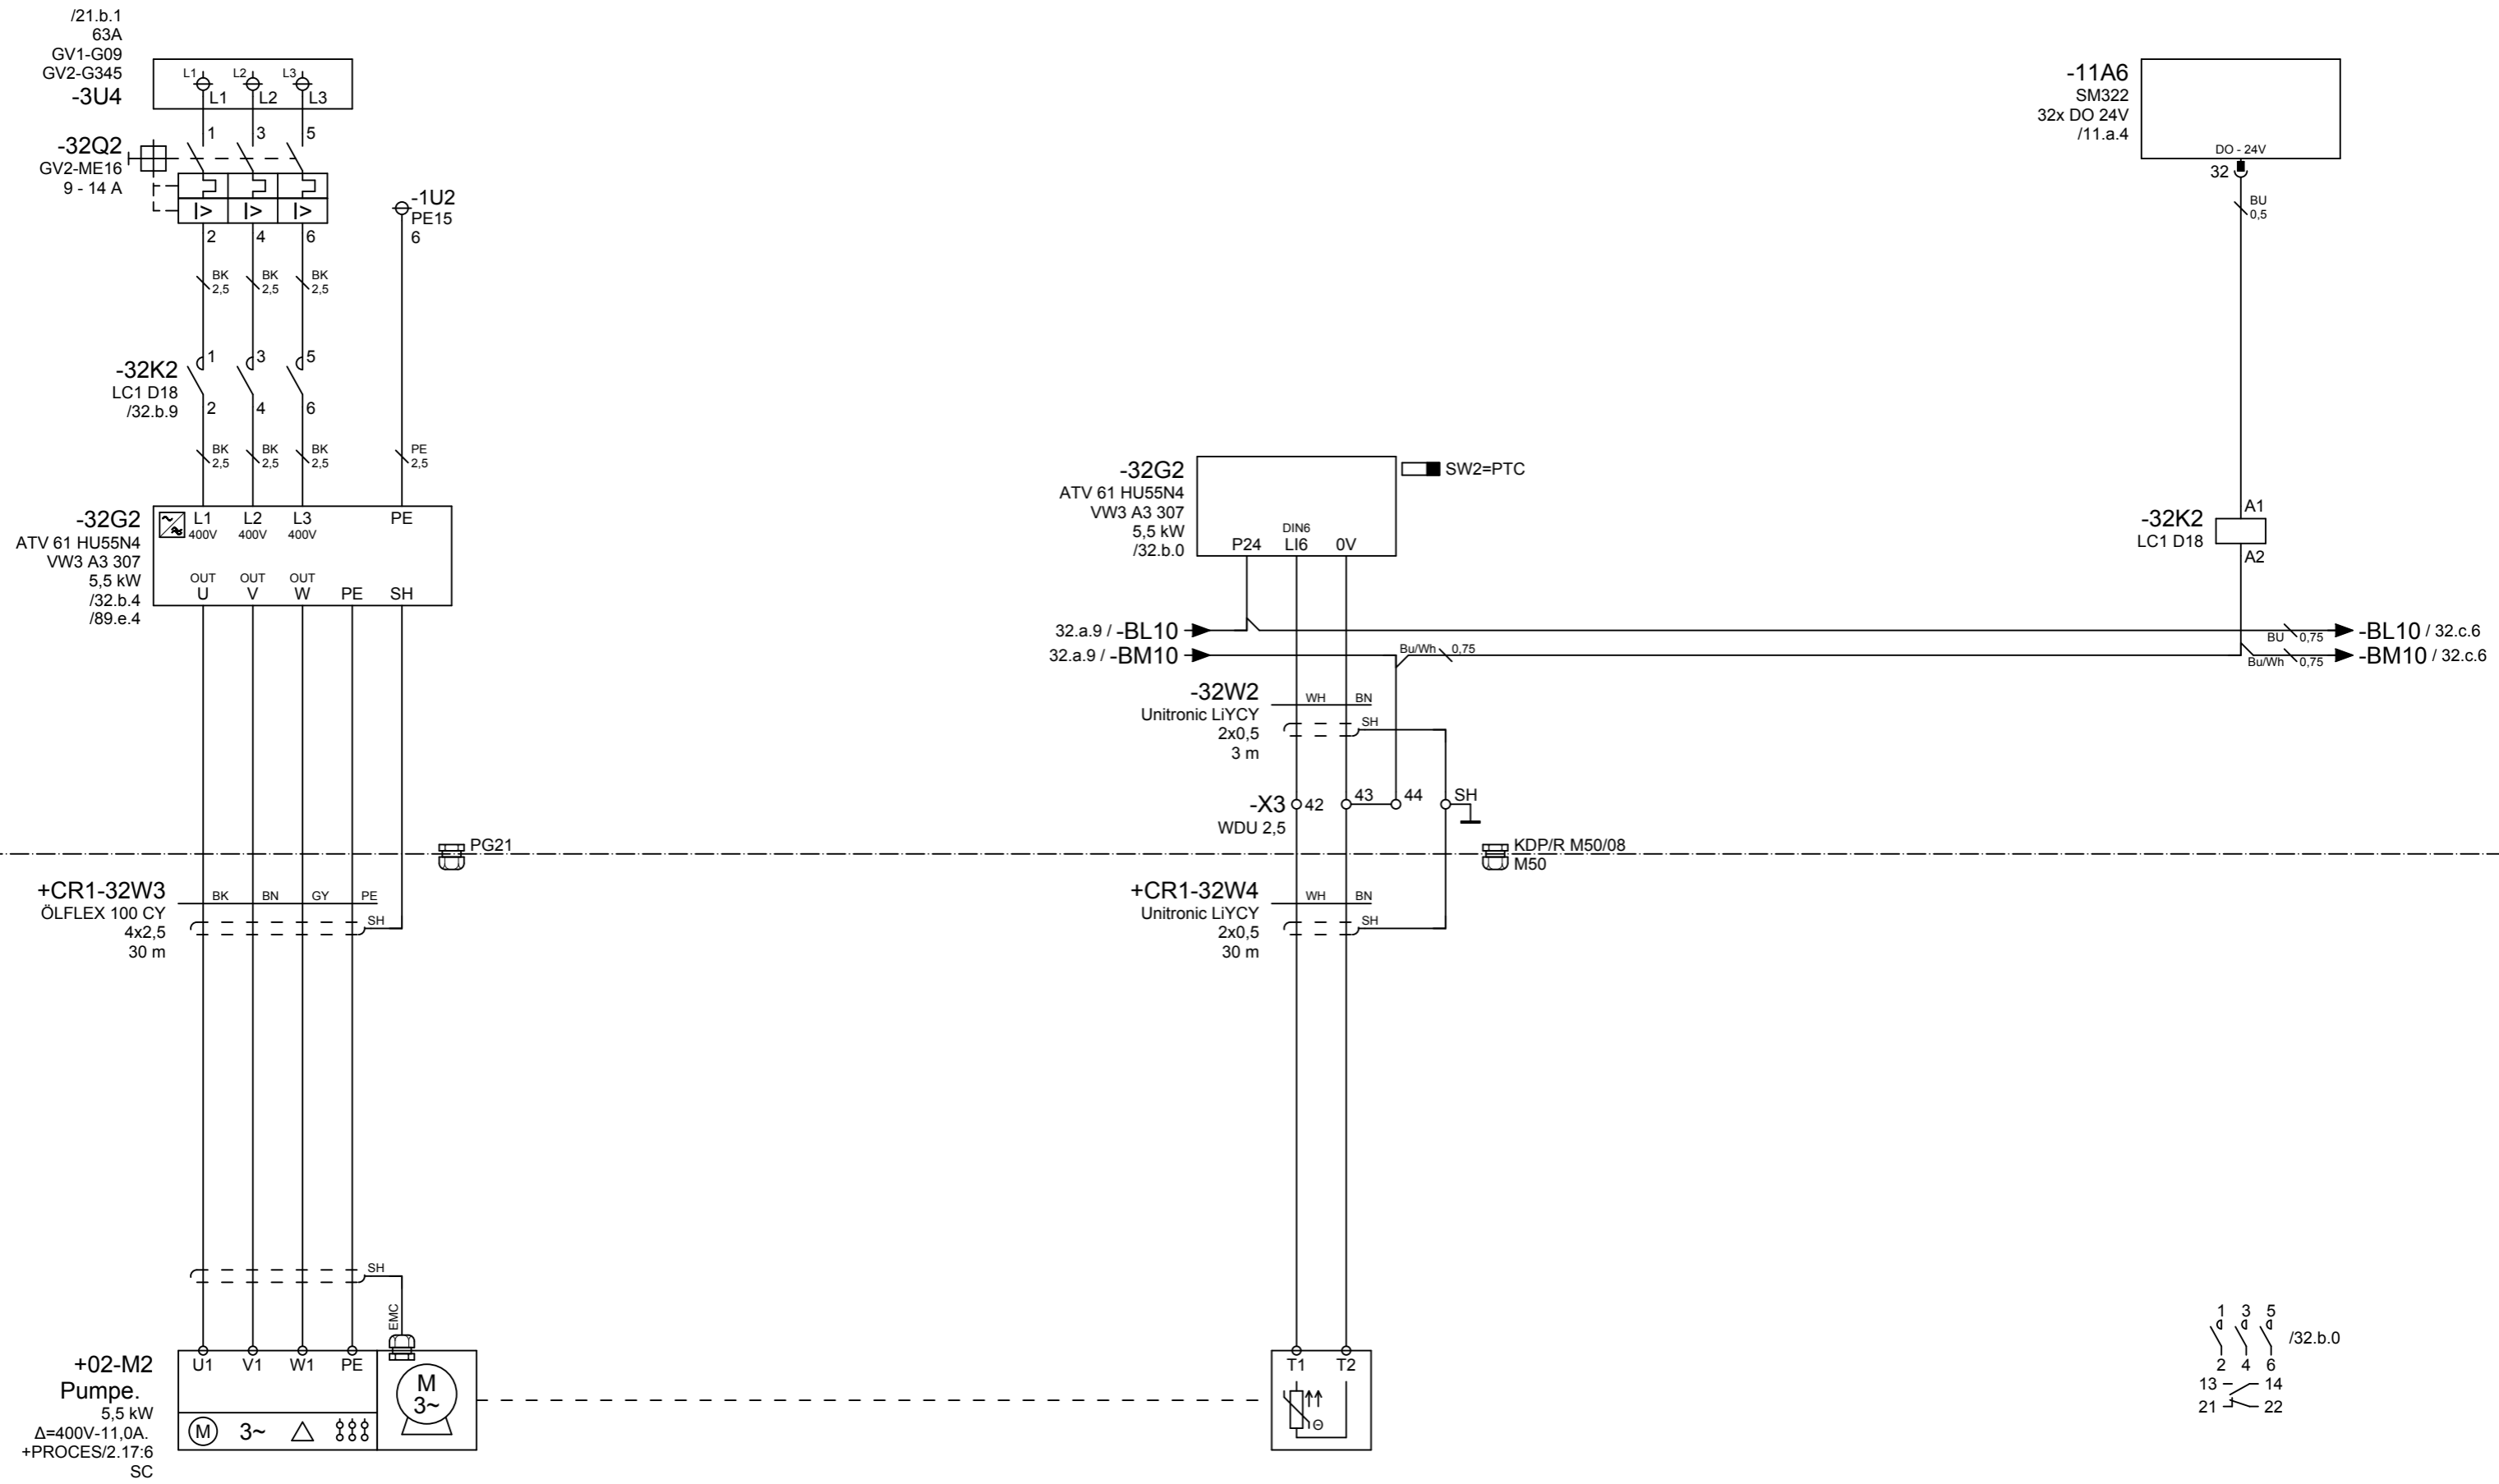 /21.b.1
63A
GV1-G09
GV2-G345
-3U4
L1 L2 L3
L1 L2 L3
1 3 5
-32Q2
GV2-ME16
9 - 14 A
I> I> I>
2 4 6
-1U2
PE15
6
BK BK BK
2,5 2,5 2,5
1 3 5
-32K2
LC1 D18
/32.b.9
2 4 6
BK BK BK PE
2,5 2,5 2,5 2,5
-32G2
ATV 61 HU55N4
VW3 A3 307
5,5 kW
/32.b.4
/89.e.4
L1 L2 L3 PE
400V 400V 400V
OUT OUT OUT
U V W PE SH
PG21
+CR1-32W3
ÖLFLEX 100 CY
4x2,5
30 m
BK BN GY PE
SH
SH
EMC
+02-M2
Pumpe.
5,5 kW
Δ=400V-11,0A.
+PROCES/2.17:6
SC
U1 V1 W1 PE
M
3~
M 3~
-32G2
ATV 61 HU55N4
VW3 A3 307
5,5 kW
/32.b.0
SW2=PTC
DIN6
P24 LI6 0V
32.a.9 / -BL10
32.a.9 / -BM10
Bu/Wh 0,75
-32W2
Unitronic LiYCY
2x0,5
3 m
WH BN
SH
-X3
WDU 2,5
42 43 44 SH
KDP/R M50/08
M50
+CR1-32W4
Unitronic LiYCY
2x0,5
30 m
WH BN
SH
T1 T2
Θ
-11A6
SM322
32x DO 24V
/11.a.4
DO - 24V
32
BU
0,5
-32K2
LC1 D18
A1
A2
BU 0,75
-BL10 / 32.c.6
Bu/Wh 0,75
-BM10 / 32.c.6
1 3 5
/32.b.0
2 4 6
13 14
21 22